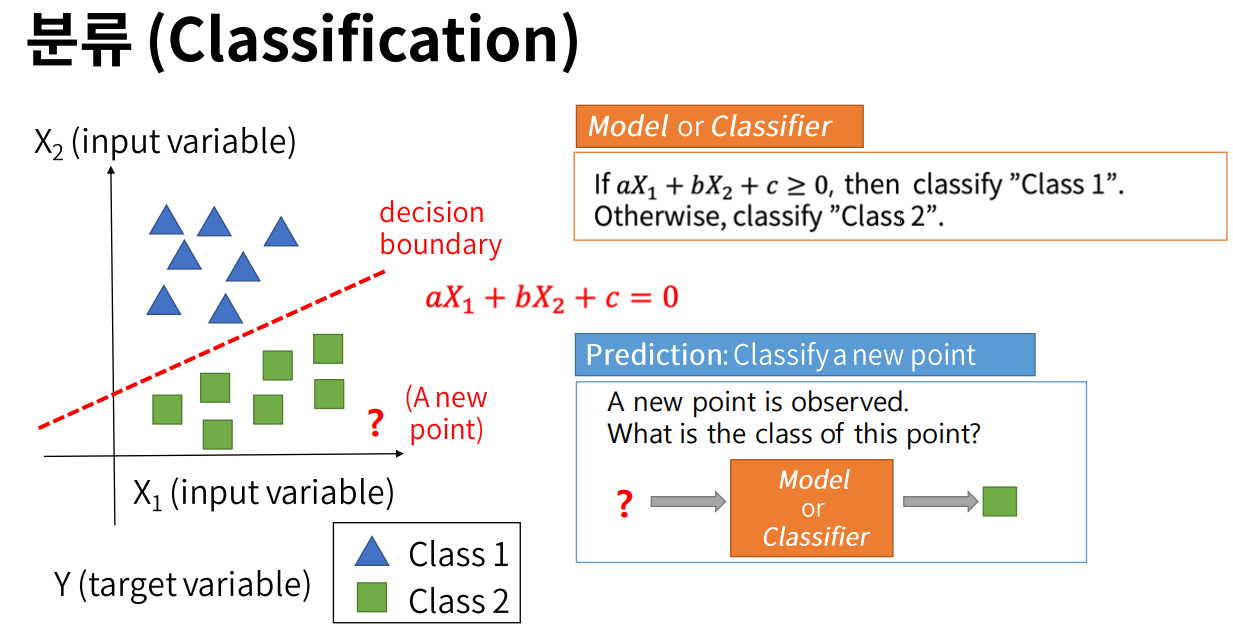 분류 (Classification)
X₂ (input variable)
decision
boundary
aX₁ + bX₂ + c = 0
?
(A new
point)
X₁ (input variable)
Y (target variable)
Class 1
Class 2
Model or Classifier
If aX₁ + bX₂ + c ≥ 0, then classify ”Class 1”.
Otherwise, classify ”Class 2”.
Prediction: Classify a new point
A new point is observed.
What is the class of this point?
?
Model
or
Classifier